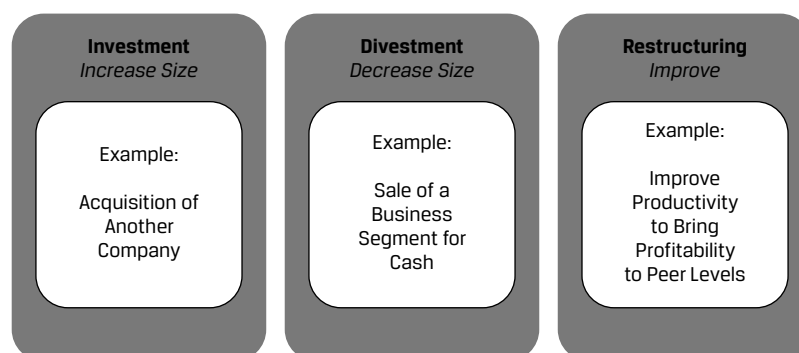 Investment
Increase Size
Example:
Acquisition of
Another
Company
Divestment
Decrease Size
Example:
Sale of a
Business
Segment for
Cash
Restructuring
Improve
Example:
Improve
Productivity
to Bring
Profitability
to Peer Levels